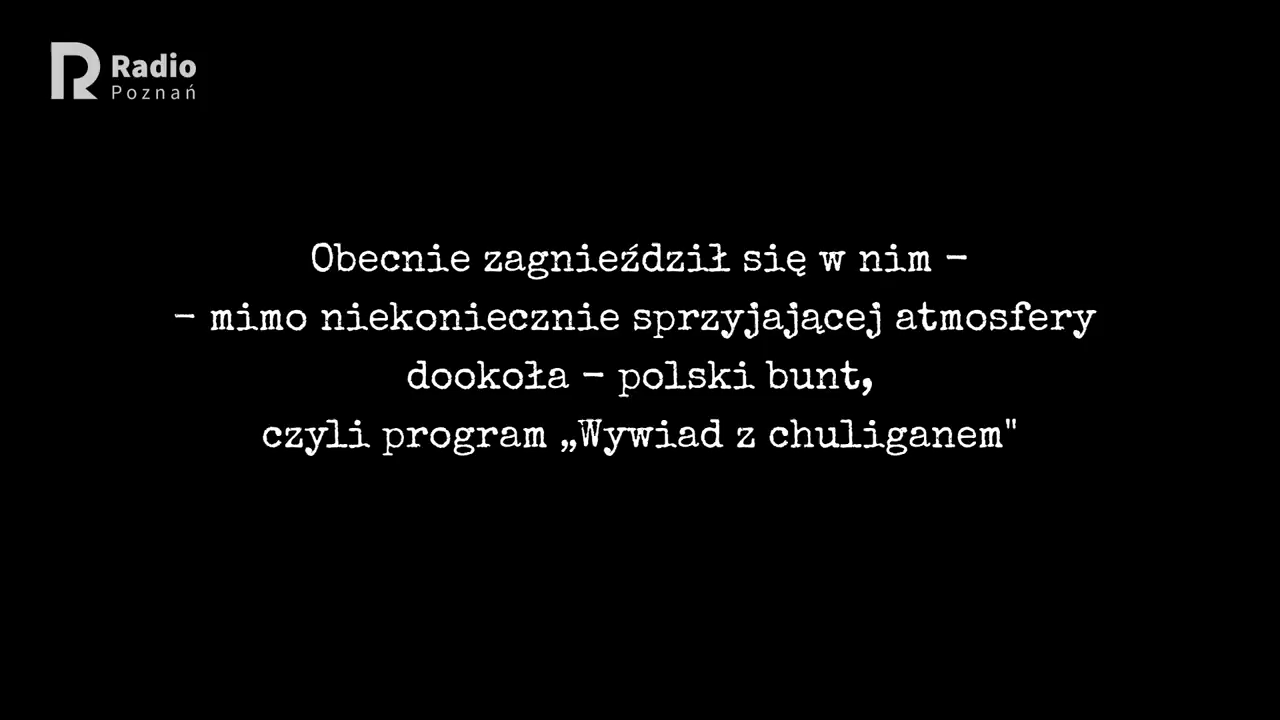 Radio
Poznań
Obecnie zagnieździł się w nim -
- mimo niekoniecznie sprzyjającej atmosfery
dookoła - polski bunt,
czyli program „Wywiad z chuliganem"